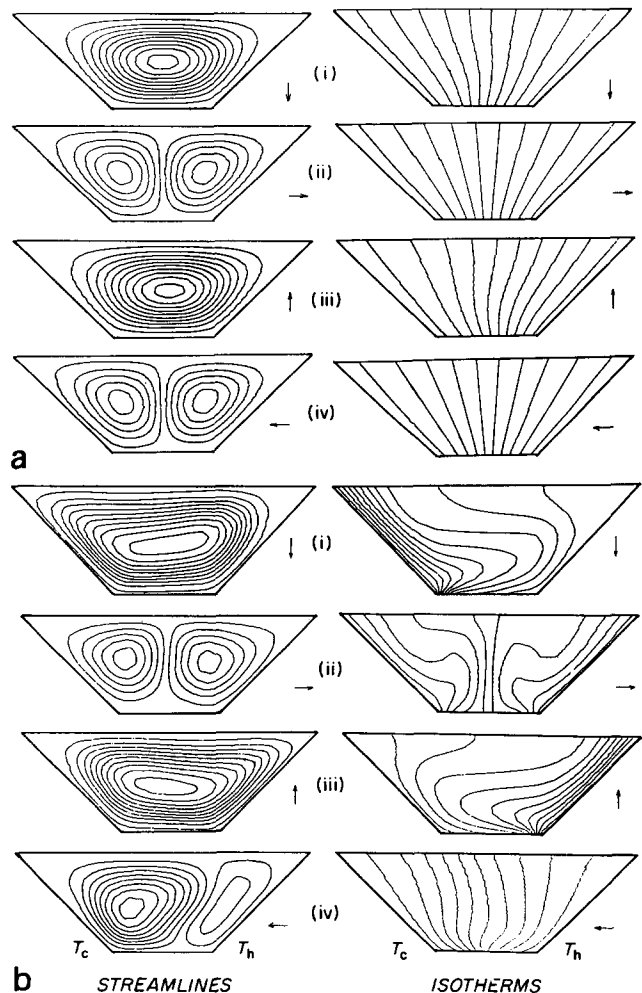 (i)
(ii)
(iii)
(iv)
a
(i)
(ii)
(iii)
(iv)
Tc Th Tc Th
b STREAMLINES ISOTHERMS